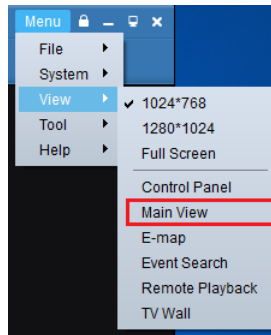 Menu
File
System
View
Tool
Help
1024*768
1280*1024
Full Screen
Control Panel
Main View
E-map
Event Search
Remote Playback
TV Wall